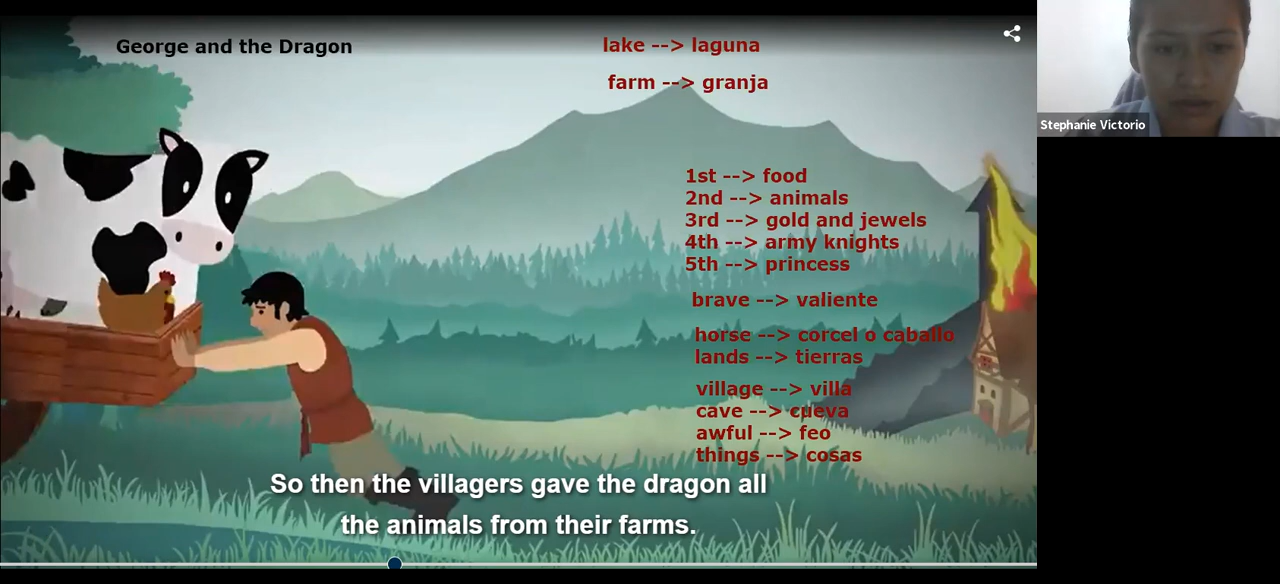 George and the Dragon
lake --> laguna
farm --> granja
1st --> food
2nd --> animals
3rd --> gold and jewels
4th --> army knights
5th --> princess
brave --> valiente
horse --> corcel o caballo
lands --> tierras
village --> villa
cave --> cueva
awful --> feo
things --> cosas
So then the villagers gave the dragon all
the animals from their farms.
Stephanie Victorio